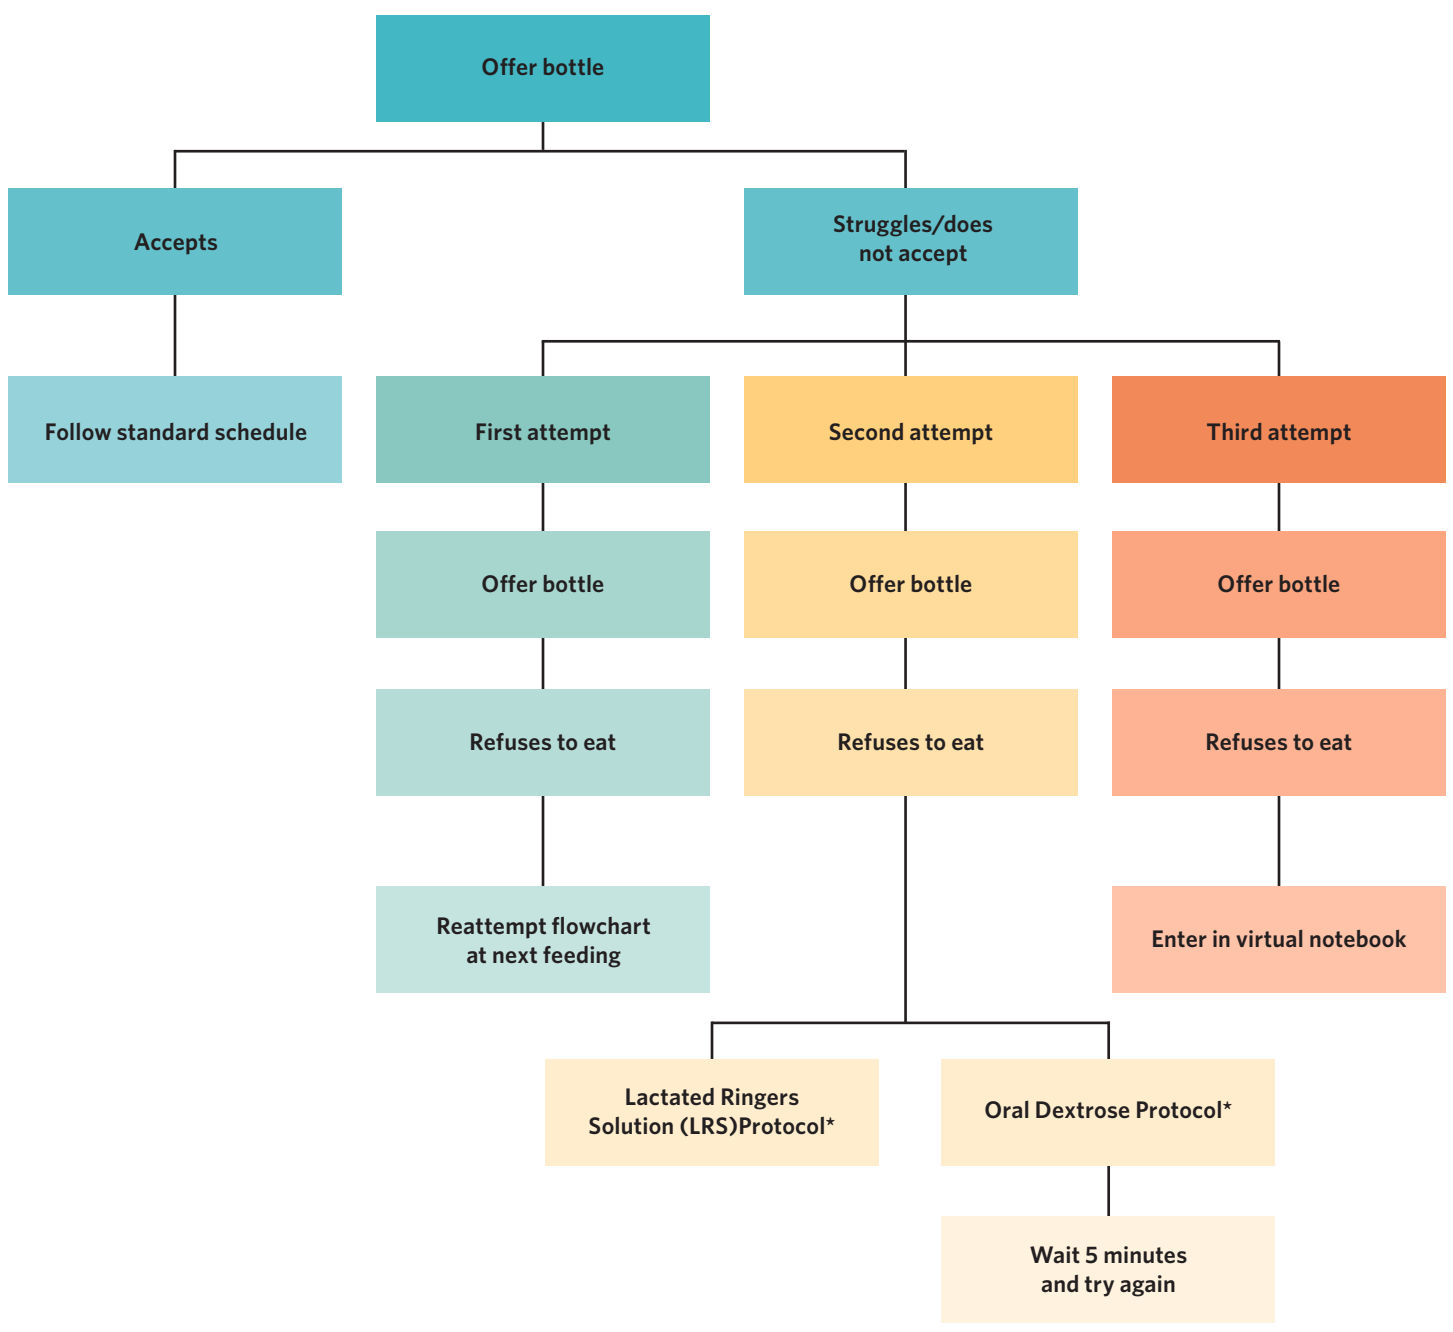 Offer bottle
Accepts
Struggles/does
not accept
Follow standard schedule
First attempt
Second attempt
Third attempt
Offer bottle
Offer bottle
Offer bottle
Refuses to eat
Refuses to eat
Refuses to eat
Reattempt flowchart
at next feeding
Enter in virtual notebook
Lactated Ringers
Solution (LRS)Protocol*
Oral Dextrose Protocol*
Wait 5 minutes
and try again